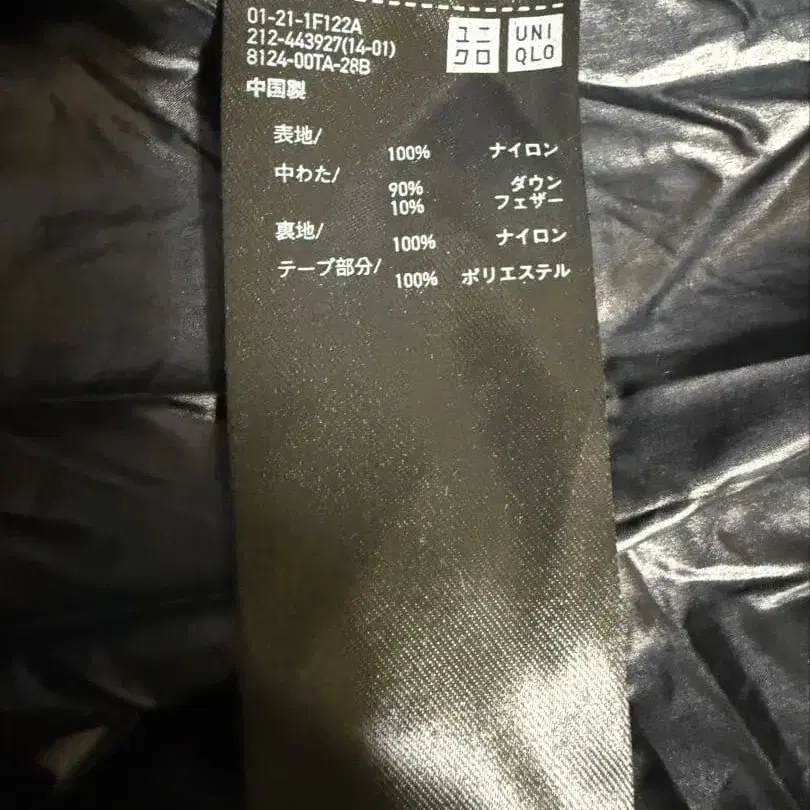 01-21-1F122A
212-443927(14-01)
8124-00TA-28B
中国製
ユニ
クロ
UNI
QLO
表地/
100% ナイロン
中わた/
90% ダウン
10% フェザー
裏地/
100% ナイロン
テープ部分/
100% ポリエステル